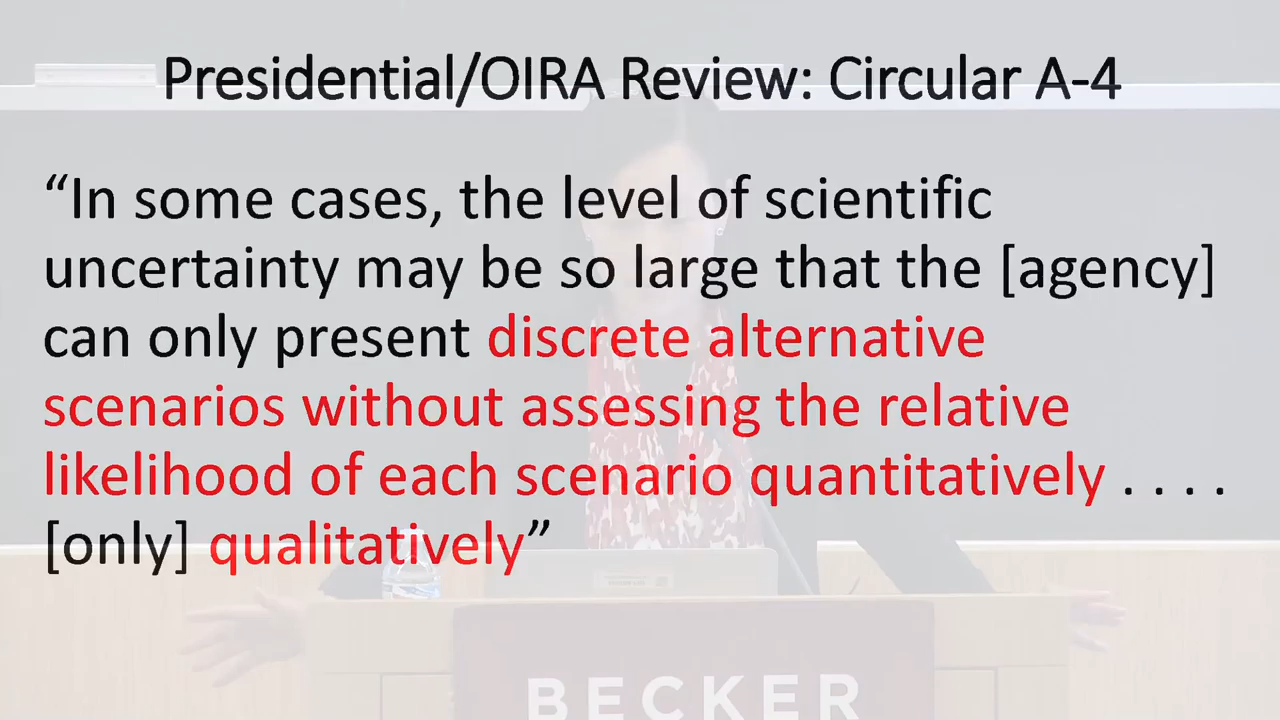 Presidential/OIRA Review: Circular A-4
“In some cases, the level of scientific
uncertainty may be so large that the [agency]
can only present discrete alternative
scenarios without assessing the relative
likelihood of each scenario quantitatively . . . .
[only] qualitatively”
BECKER